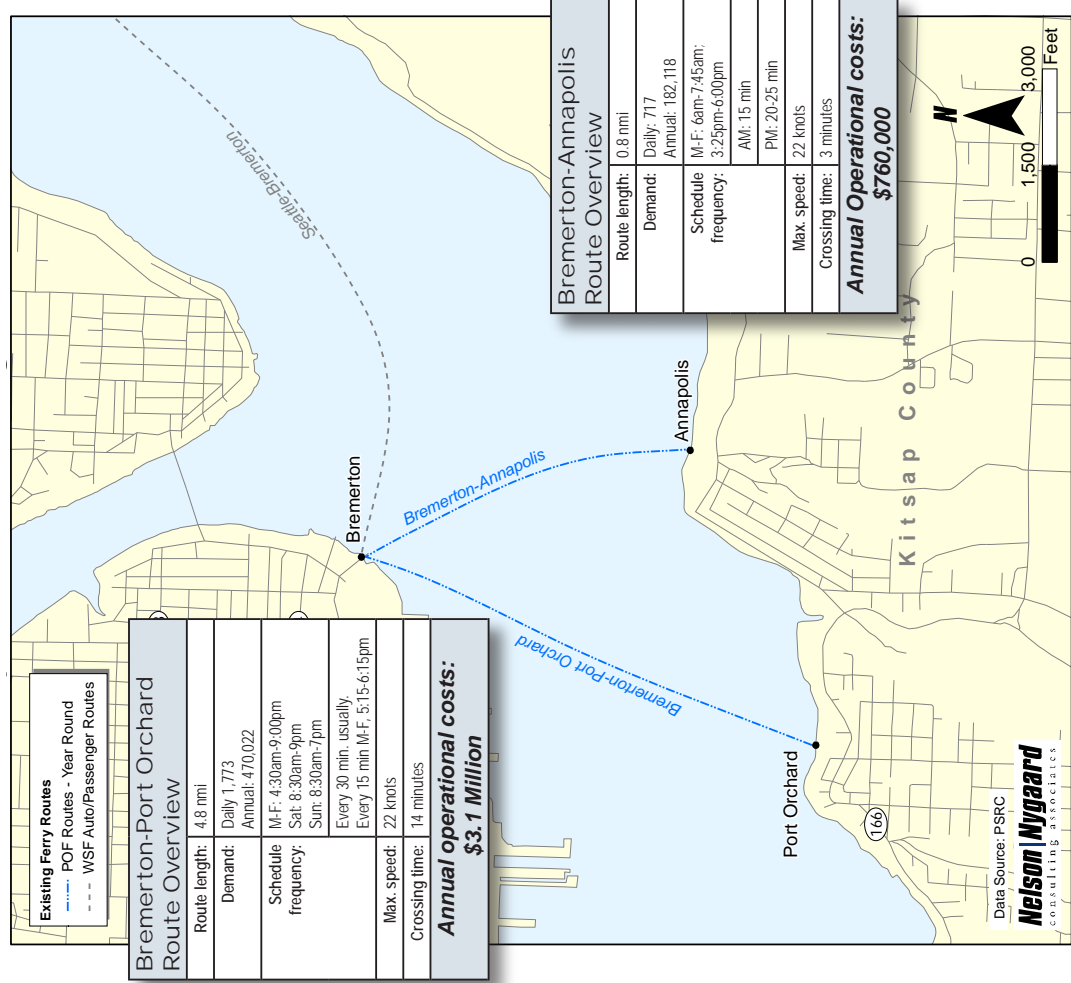 Existing Ferry Routes
POF Routes - Year Round
WSF Auto/Passenger Routes
Bremerton-Port Orchard
Route Overview
Route length: 4.8 nmi
Demand: Daily 1,773
Annual: 470,022
Schedule frequency: M-F: 4:30am-9:00pm
Sat: 8:30am-9pm
Sun: 8:30am-7pm
Every 30 min. usually.
Every 15 min M-F, 5:15-6:15pm
Max. speed: 22 knots
Crossing time: 14 minutes
Annual operational costs:
$3.1 Million
Seattle-Bremerton
Bremerton
Bremerton-Annapolis
Bremerton-Port Orchard
Annapolis
Port Orchard
166
Kitsap County
Bremerton-Annapolis
Route Overview
Route length: 0.8 nmi
Demand: Daily: 717
Annual: 182,118
Schedule frequency: M-F: 6am-7:45am;
3:25pm-6:00pm
AM: 15 min
PM: 20-25 min
Max. speed: 22 knots
Crossing time: 3 minutes
Annual Operational costs:
$760,000
N
0 1,500 3,000
Feet
Data Source: PSRC
Nelson|Nygaard
consulting associates